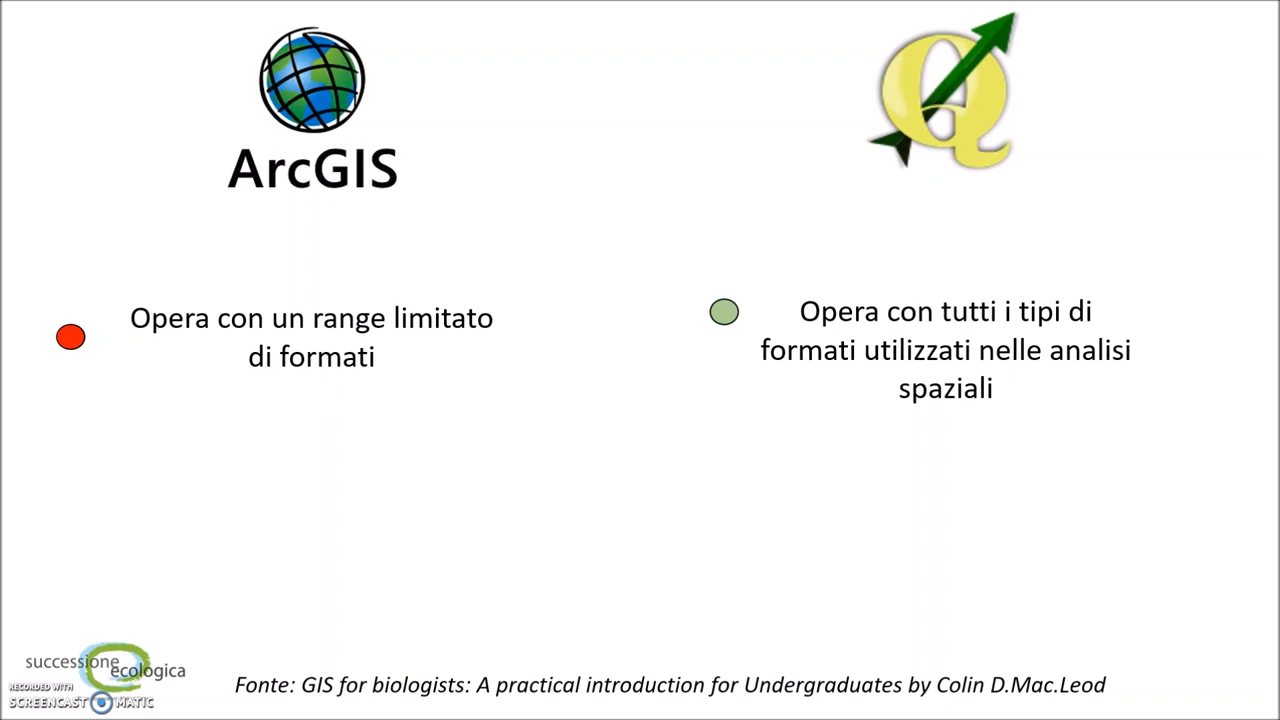 ArcGIS
Q
Opera con un range limitato
di formati
Opera con tutti i tipi di
formati utilizzati nelle analisi
spaziali
successione
ecologica
RECORDED WITH
SCREENCAST MATIC
Fonte: GIS for biologists: A practical introduction for Undergraduates by Colin D.Mac.Leod